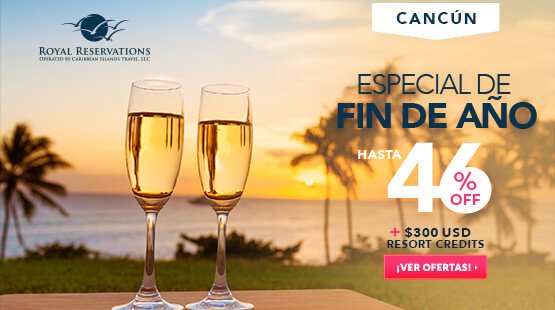 ROYAL RESERVATIONS
OPERATED BY CARIBBEAN ISLANDS TRAVEL, LLC
CANCÚN
ESPECIAL DE
FIN DE AÑO
HASTA
46% OFF
+ $300 USD
RESORT CREDITS
¡VER OFERTAS! ›